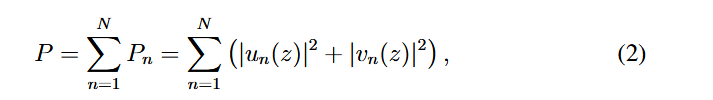 P = \sum_{n=1}^{N} P_n = \sum_{n=1}^{N} \left( |u_n(z)|^2 + |v_n(z)|^2 \right), (2)